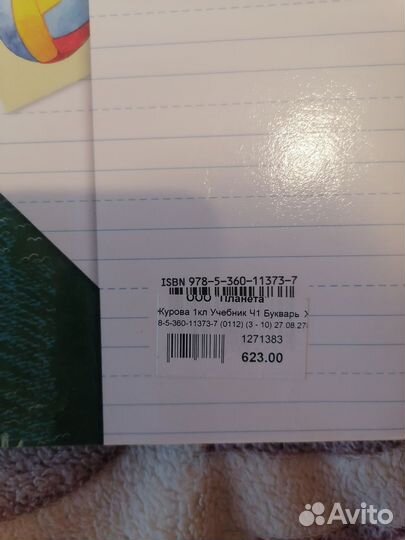 ISBN 978-5-360-11373-7
ООО "Планета
Журова 1кл Учебник Ч1 Букварь
8-5-360-11373-7 (0112) (3 - 10) 27 08 27
1271383
623.00
Avito